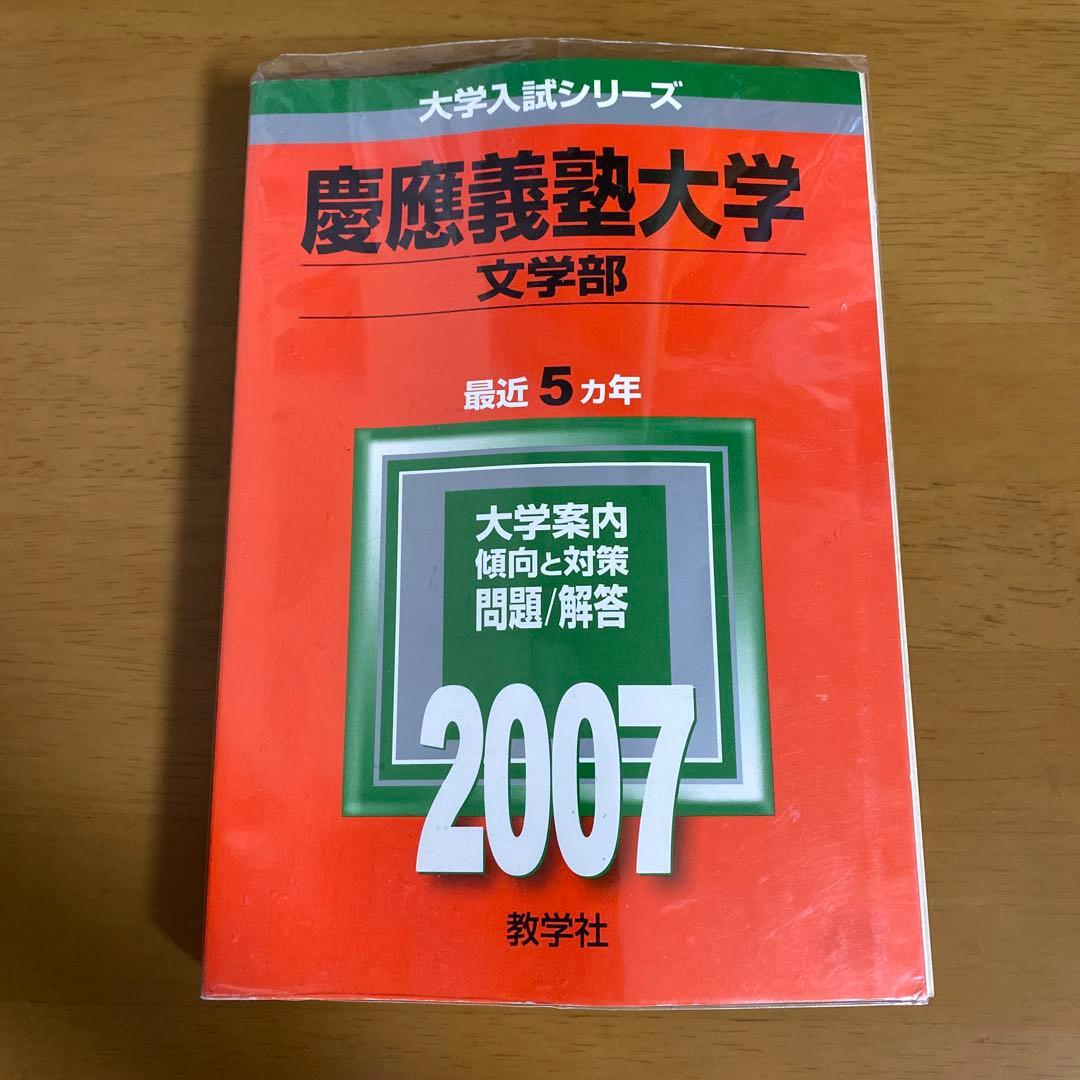 大学入試シリーズ
慶應義塾大学
文学部
最近 5 カ年
大学案内
傾向と対策
問題/解答
2007
教学社